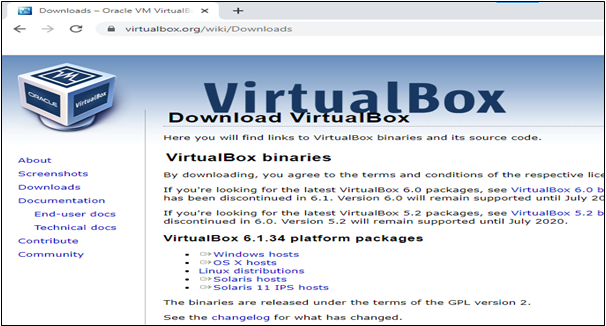 Downloads – Oracle VM VirtualB
virtualbox.org/wiki/Downloads
VM
ORACLE
VirtualBox
VirtualBox
Download VirtualBox
Here you will find links to VirtualBox binaries and its source code.
VirtualBox binaries
By downloading, you agree to the terms and conditions of the respective lice
If you're looking for the latest VirtualBox 6.0 packages, see VirtualBox 6.0 b
has been discontinued in 6.1. Version 6.0 will remain supported until July 20
If you're looking for the latest VirtualBox 5.2 packages, see VirtualBox 5.2 b
discontinued in 6.0. Version 5.2 will remain supported until July 2020.
VirtualBox 6.1.34 platform packages
Windows hosts
OS X hosts
Linux distributions
Solaris hosts
Solaris 11 IPS hosts
The binaries are released under the terms of the GPL version 2.
See the changelog for what has changed.
About
Screenshots
Downloads
Documentation
End-user docs
Technical docs
Contribute
Community